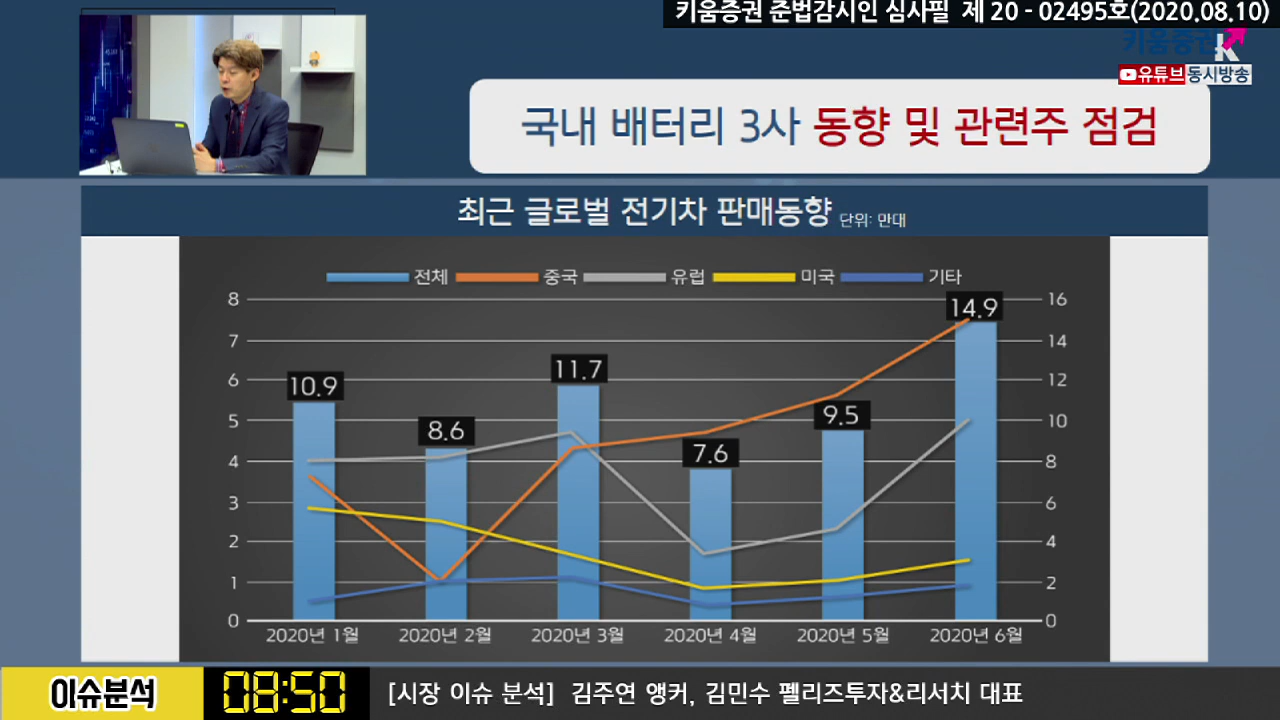 키움증권 준법감시인 심사필 제 20 - 02495호(2020.08.10)
키움증권
유튜브 동시방송
국내 배터리 3사 동향 및 관련주 점검
최근 글로벌 전기차 판매동향 단위: 만대
전체 중국 유럽 미국 기타
8 16
7 14
6 12
5 10
4 8
3 6
2 4
1 2
0 0
10.9
8.6
11.7
7.6
9.5
14.9
2020년 1월 2020년 2월 2020년 3월 2020년 4월 2020년 5월 2020년 6월
이슈분석 08:50 [시장 이슈 분석] 김주연 앵커, 김민수 펠리즈투자&리서치 대표